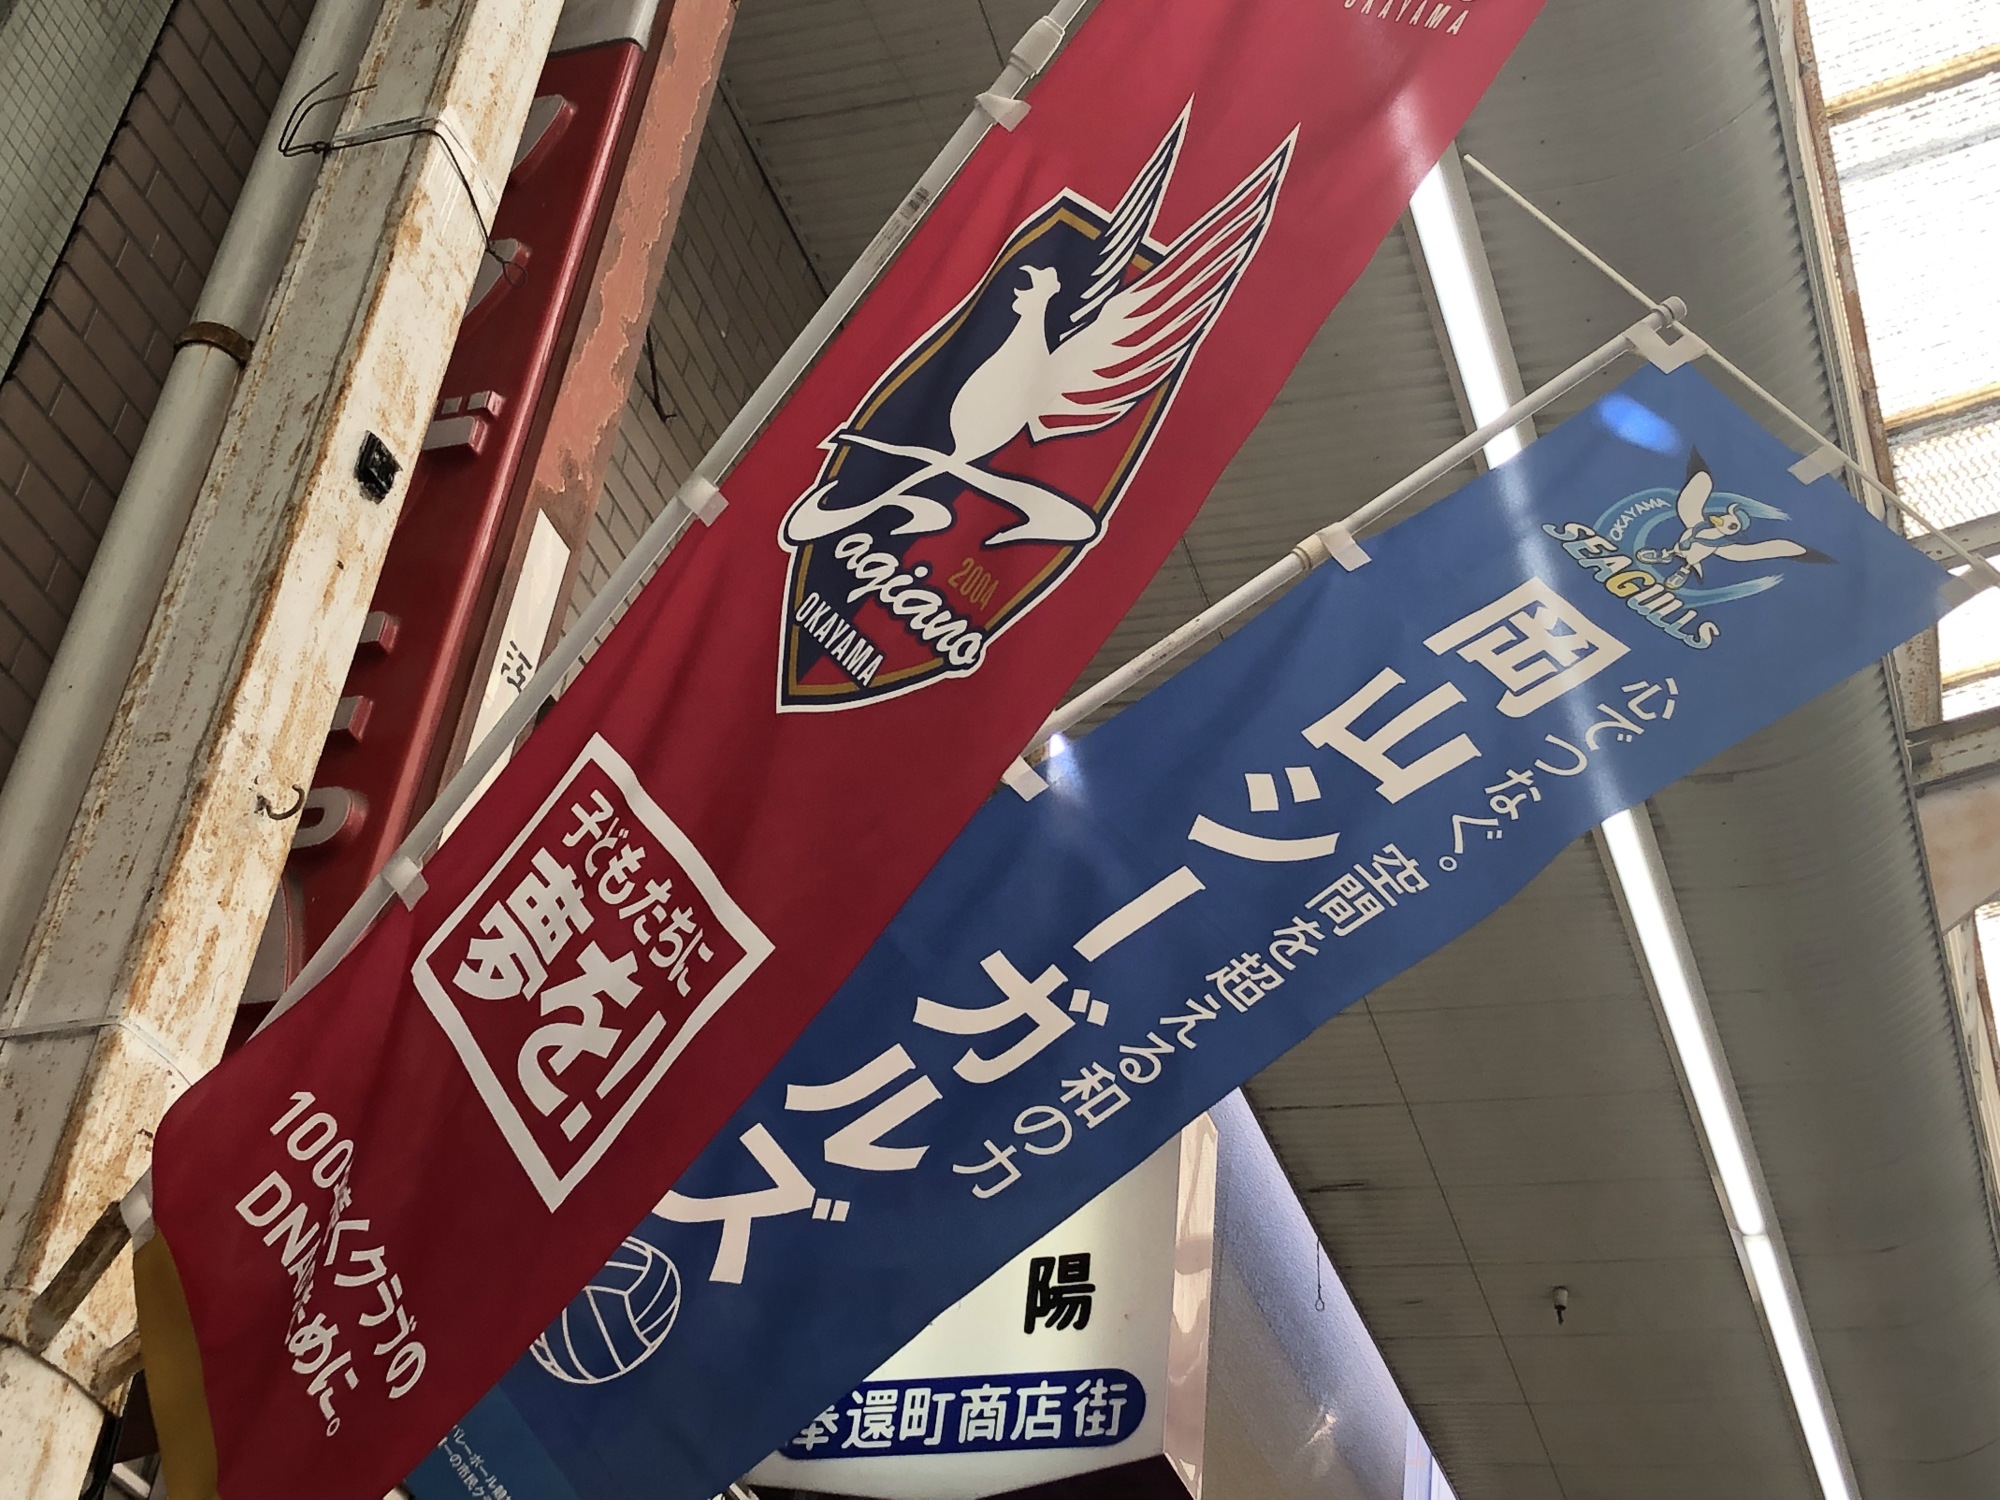 OKAYAMA
Fagiano
2004
OKAYAMA
子どもたちに
夢を!
100年続くクラブの
DNAのために。
OKAYAMA
SEAGULLS
心でつなぐ。空間を超える和の力
岡山シーガルズ
陽
奉還町商店街